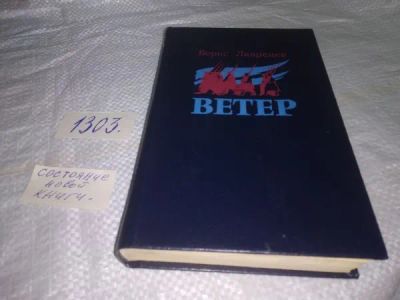 Борис Лавренев
ВЕТЕР
1303.
состояние
новой
книги.